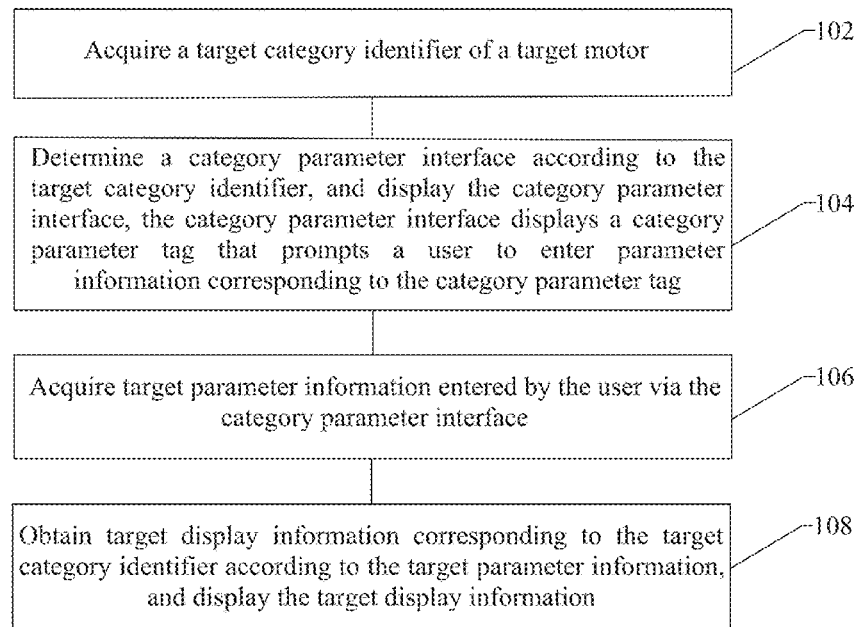 Acquire a target category identifier of a target motor
102
Determine a category parameter interface according to the
target category identifier, and display the category parameter
interface, the category parameter interface displays a category
parameter tag that prompts a user to enter parameter
information corresponding to the category parameter tag
104
Acquire target parameter information entered by the user via the
category parameter interface
106
Obtain target display information corresponding to the target
category identifier according to the target parameter information,
and display the target display information
108